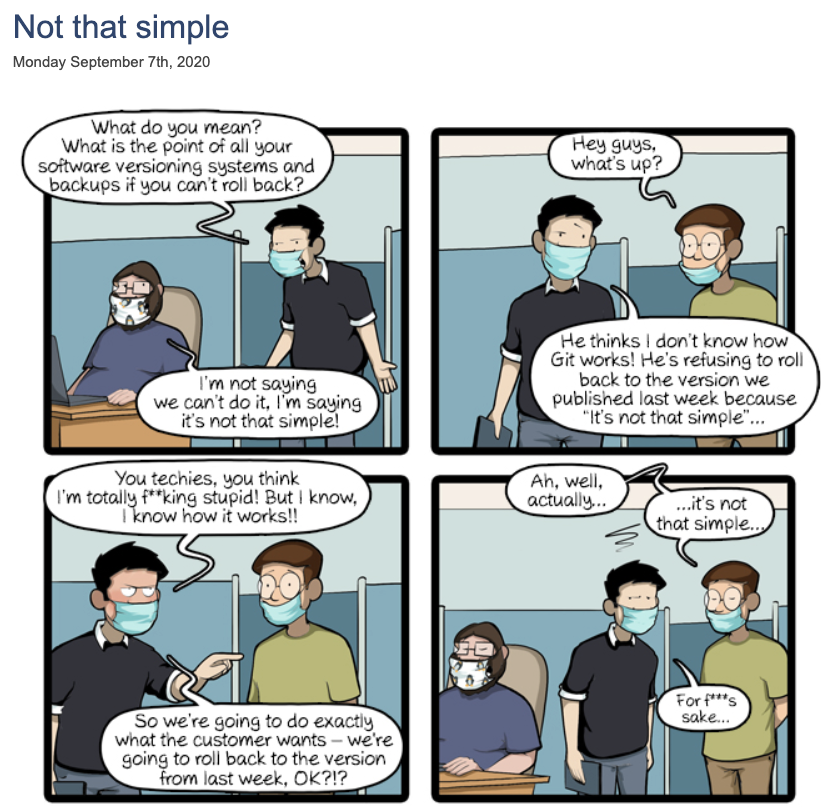 Not that simple
Monday September 7th, 2020
What do you mean?
What is the point of all your
software versioning systems and
backups if you can't roll back?
I'm not saying
we can't do it, I'm saying
it's not that simple!
Hey guys,
what's up?
He thinks I don't know how
Git works! He's refusing to roll
back to the version we
published last week because
"It's not that simple"...
You techies, you think
I'm totally f**king stupid! But I know,
I know how it works!!
So we're going to do exactly
what the customer wants – we're
going to roll back to the version
from last week, OK?!?
Ah, well,
actually...
...it's not
that simple...
For f***s
sake...